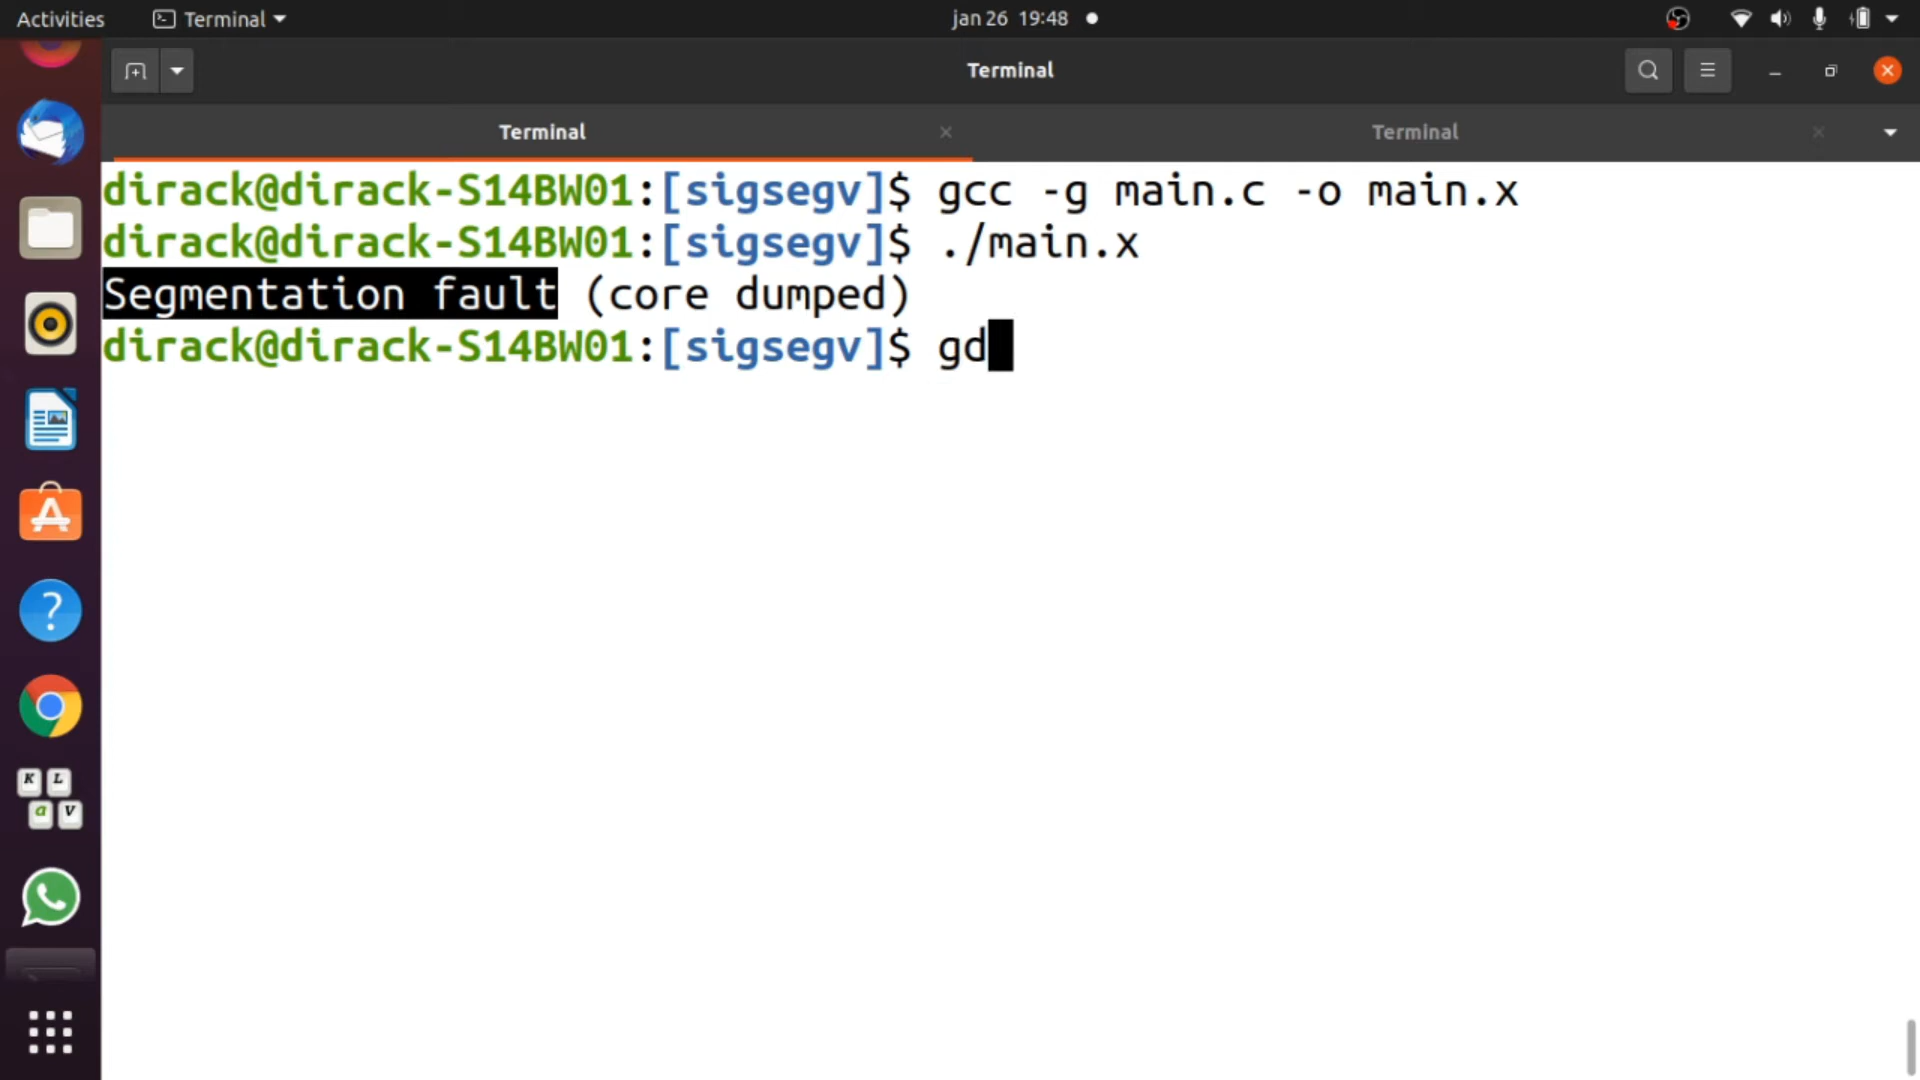 Activities Terminal jan 26 19:48
Terminal
Terminal Terminal
dirack@dirack-S14BW01:[sigsegv]$ gcc -g main.c -o main.x
dirack@dirack-S14BW01:[sigsegv]$ ./main.x
Segmentation fault (core dumped)
dirack@dirack-S14BW01:[sigsegv]$ gd
K L
a V